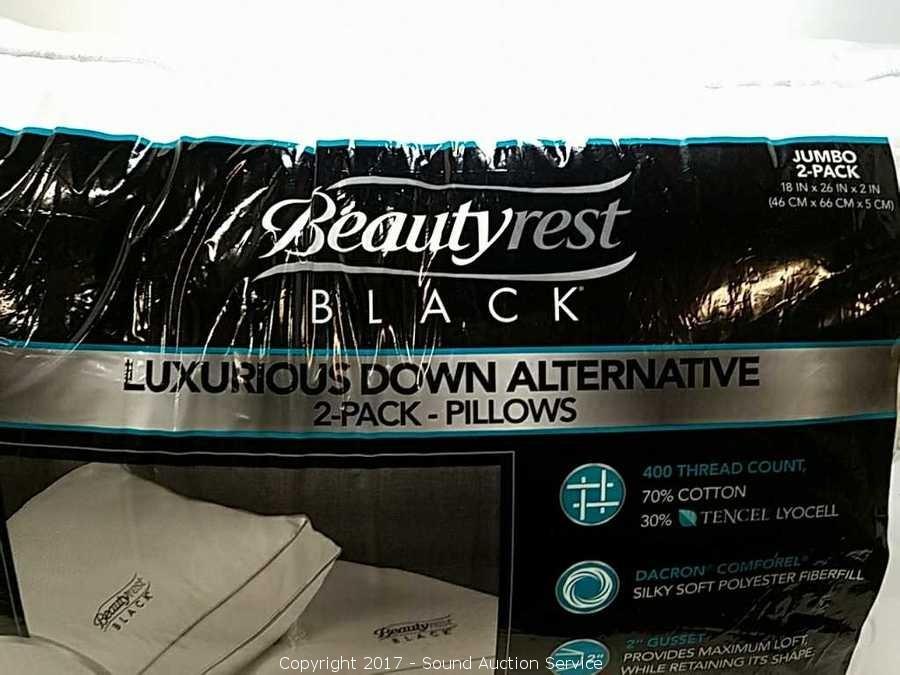 JUMBO
2-PACK
18 IN x 26 IN x 2 IN
(46 CM x 66 CM x 5 CM)
Beautyrest
BLACK
LUXURIOUS DOWN ALTERNATIVE
2-PACK - PILLOWS
400 THREAD COUNT,
70% COTTON
30% TENCEL LYOCELL
DACRON® COMFOREL®
SILKY SOFT POLYESTER FIBERFILL
2" GUSSET
PROVIDES MAXIMUM LOFT,
WHILE RETAINING ITS SHAPE
2"
Beautyrest
BLACK
Beautyrest
BLACK
Copyright 2017 - Sound Auction Service